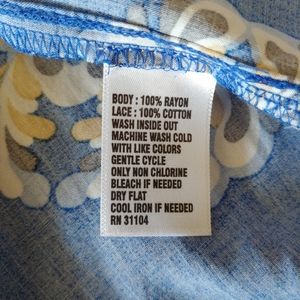 BODY : 100% RAYON
LACE : 100% COTTON
WASH INSIDE OUT
MACHINE WASH COLD
WITH LIKE COLORS
GENTLE CYCLE
ONLY NON CHLORINE
BLEACH IF NEEDED
DRY FLAT
COOL IRON IF NEEDED
RN 31104